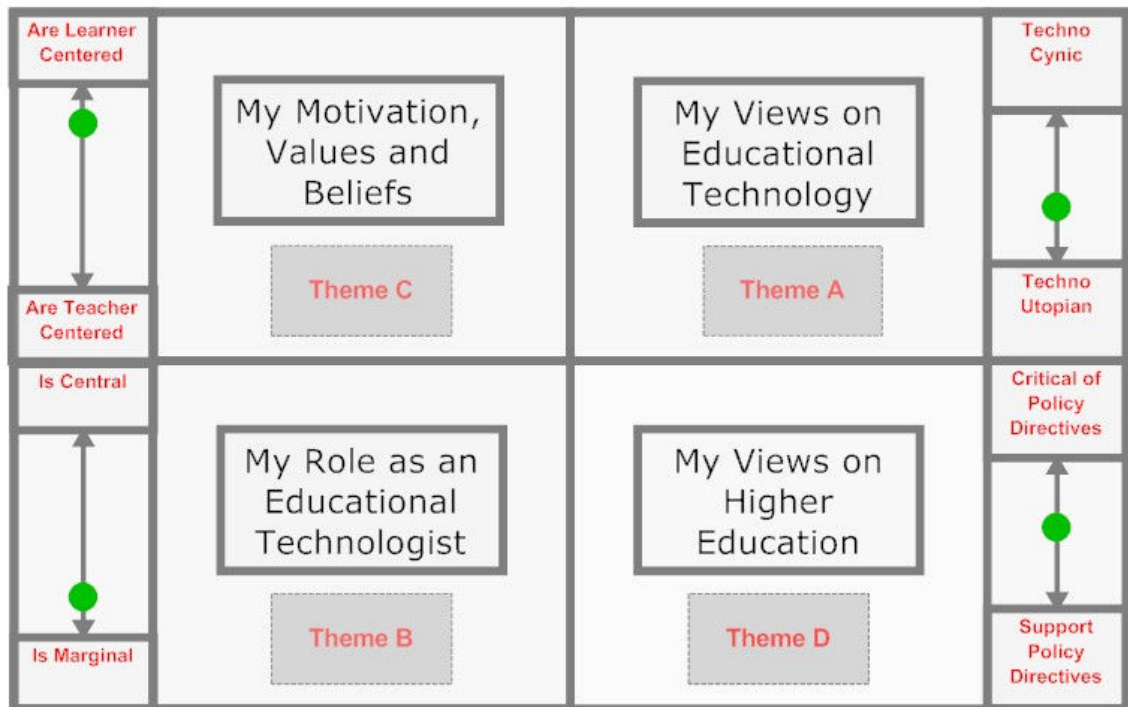 Are Learner
Centered
My Motivation,
Values and
Beliefs
Theme C
Are Teacher
Centered
My Views on
Educational
Technology
Theme A
Techno
Cynic
Techno
Utopian
Is Central
My Role as an
Educational
Technologist
Theme B
Is Marginal
My Views on
Higher
Education
Theme D
Critical of
Policy
Directives
Support
Policy
Directives